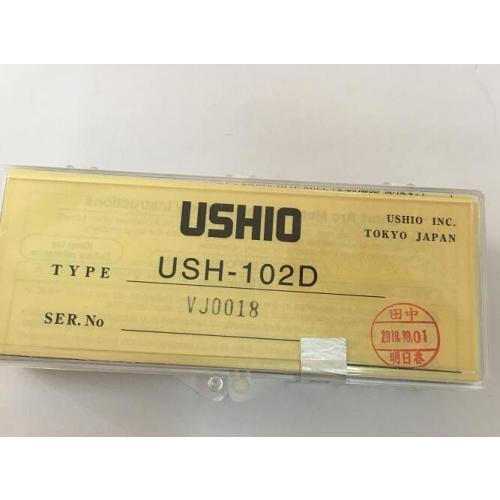 USHIO
USHIO INC.
TOKYO JAPAN
TYPE USH-102D
SER.No VJ0018
田中
2018.10.01
明日香